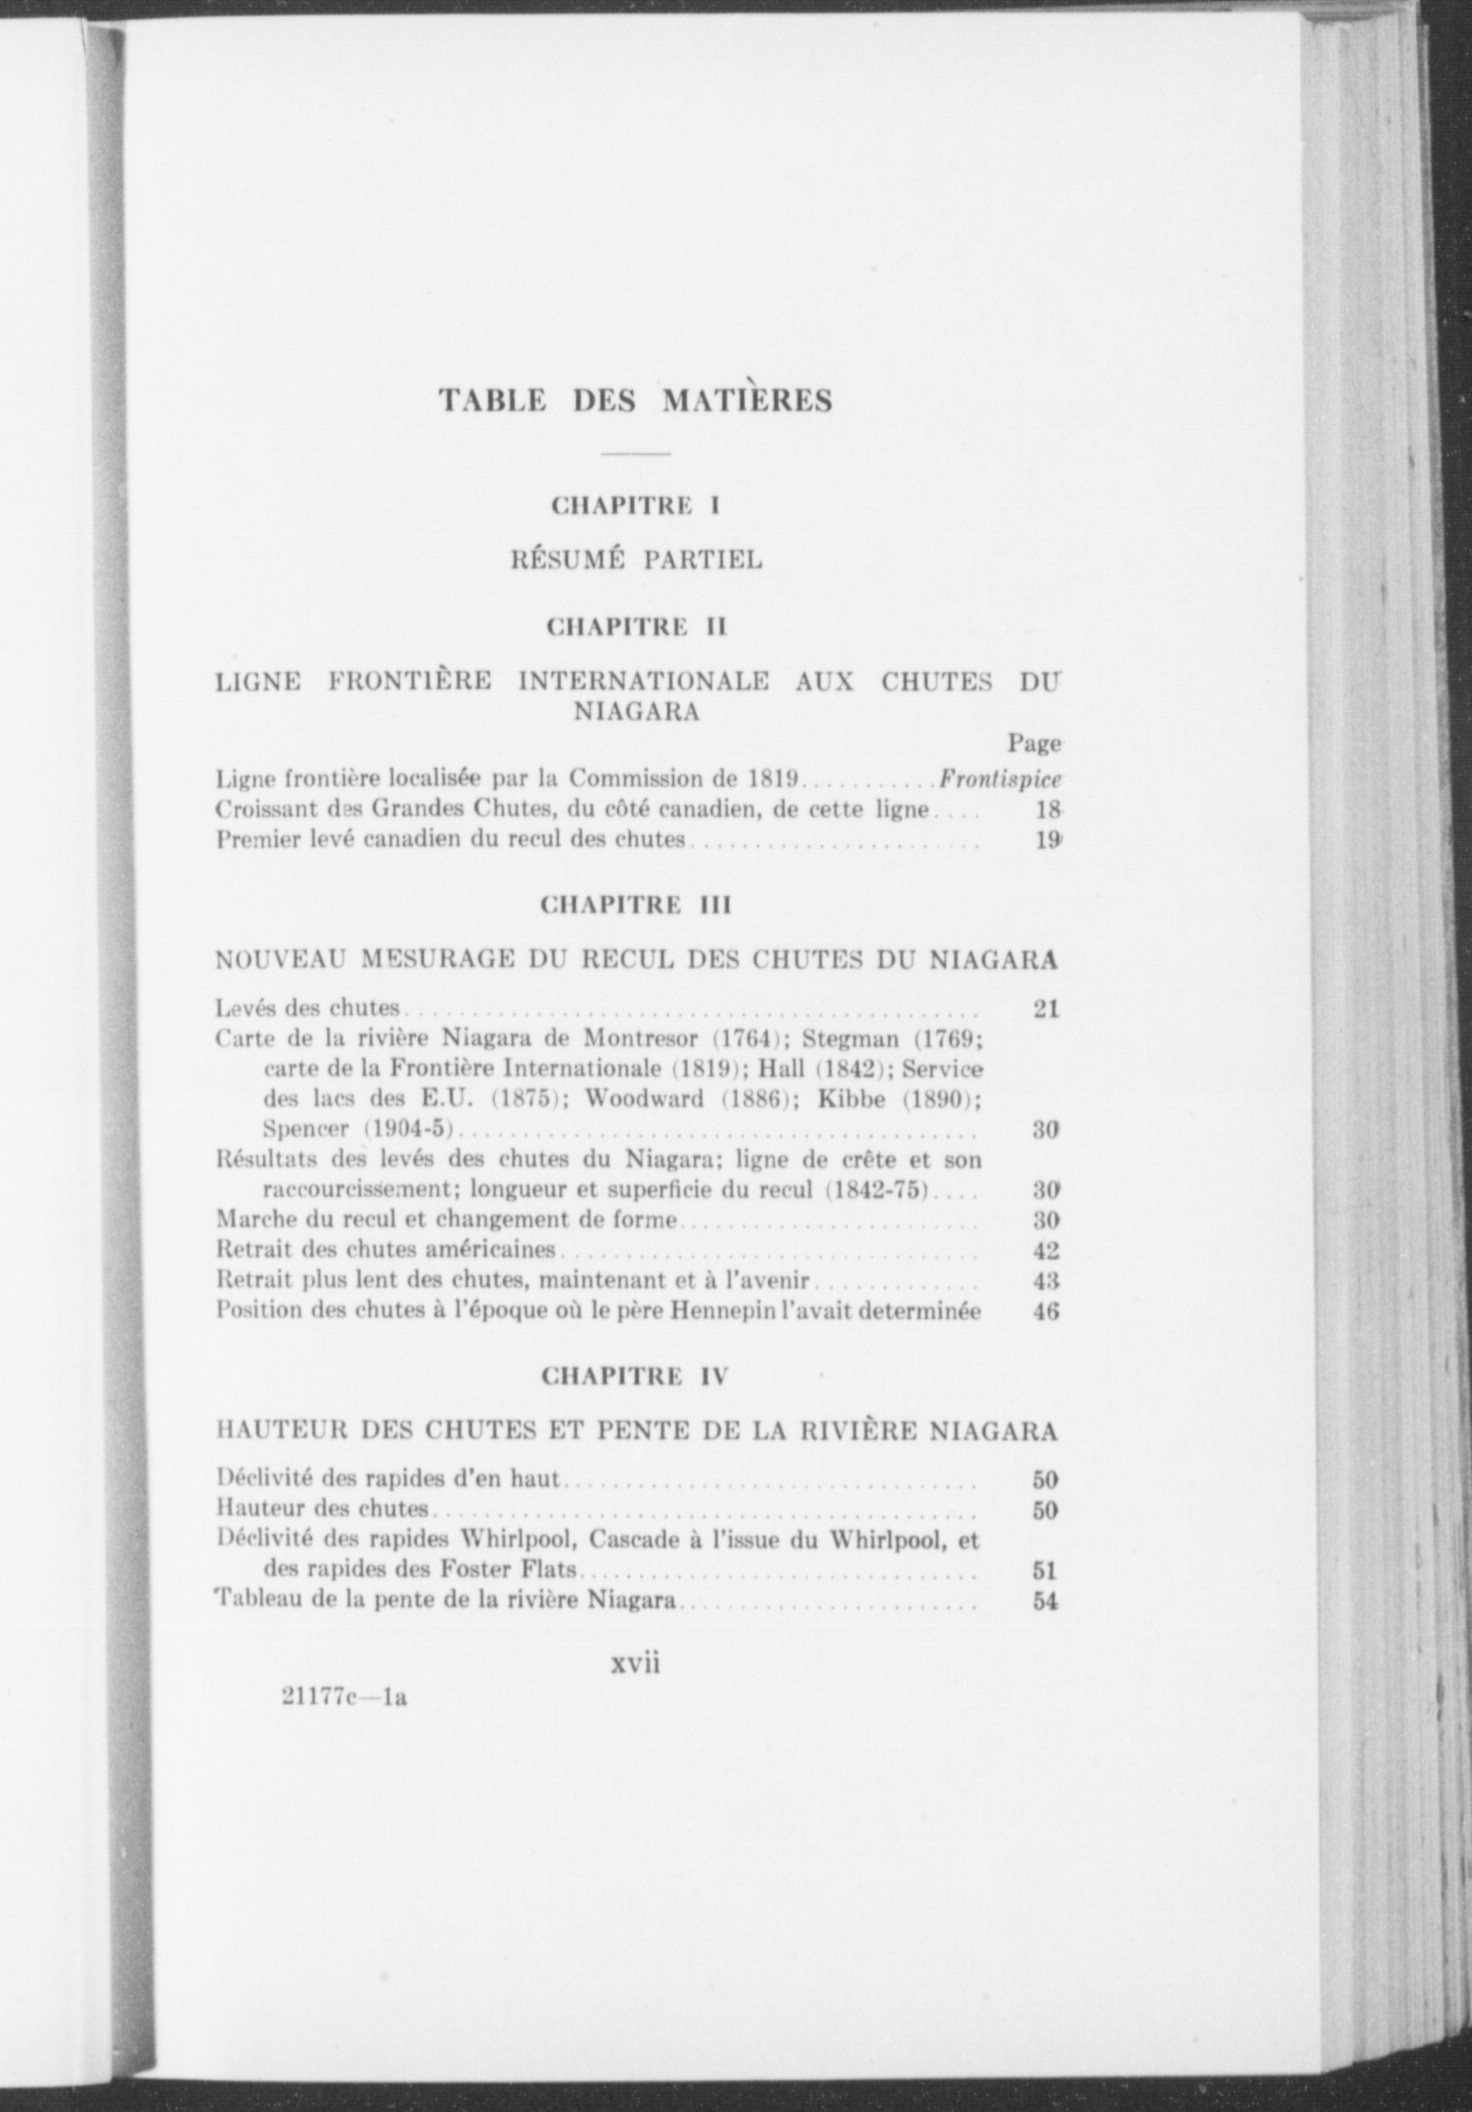 TABLE DES MATIÈRES
CHAPITRE I
RÉSUMÉ PARTIEL
CHAPITRE II
LIGNE FRONTIÈRE INTERNATIONALE AUX CHUTES DU
NIAGARA
Page
Ligne frontière localisée par la Commission de 1819...........Frontispice
Croissant des Grandes Chutes, du côté canadien, de cette ligne.... 18
Premier levé canadien du recul des chutes........................ 19
CHAPITRE III
NOUVEAU MESURAGE DU RECUL DES CHUTES DU NIAGARA
Levés des chutes............................................... 21
Carte de la rivière Niagara de Montresor (1764); Stegman (1769;
carte de la Frontière Internationale (1819); Hall (1842); Service
des lacs des E.U. (1875); Woodward (1886); Kibbe (1890);
Spencer (1904-5)........................................... 30
Résultats des levés des chutes du Niagara; ligne de crête et son
raccourcissement; longueur et superficie du recul (1842-75).... 30
Marche du recul et changement de forme......................... 30
Retrait des chutes américaines.................................. 42
Retrait plus lent des chutes, maintenant et à l'avenir.............. 43
Position des chutes à l'époque où le père Hennepin l'avait determinée 46
CHAPITRE IV
HAUTEUR DES CHUTES ET PENTE DE LA RIVIÈRE NIAGARA
Déclivité des rapides d'en haut.................................. 50
Hauteur des chutes............................................. 50
Déclivité des rapides Whirlpool, Cascade à l'issue du Whirlpool, et
des rapides des Foster Flats................................. 51
Tableau de la pente de la rivière Niagara......................... 54
xvii
21177c—1a